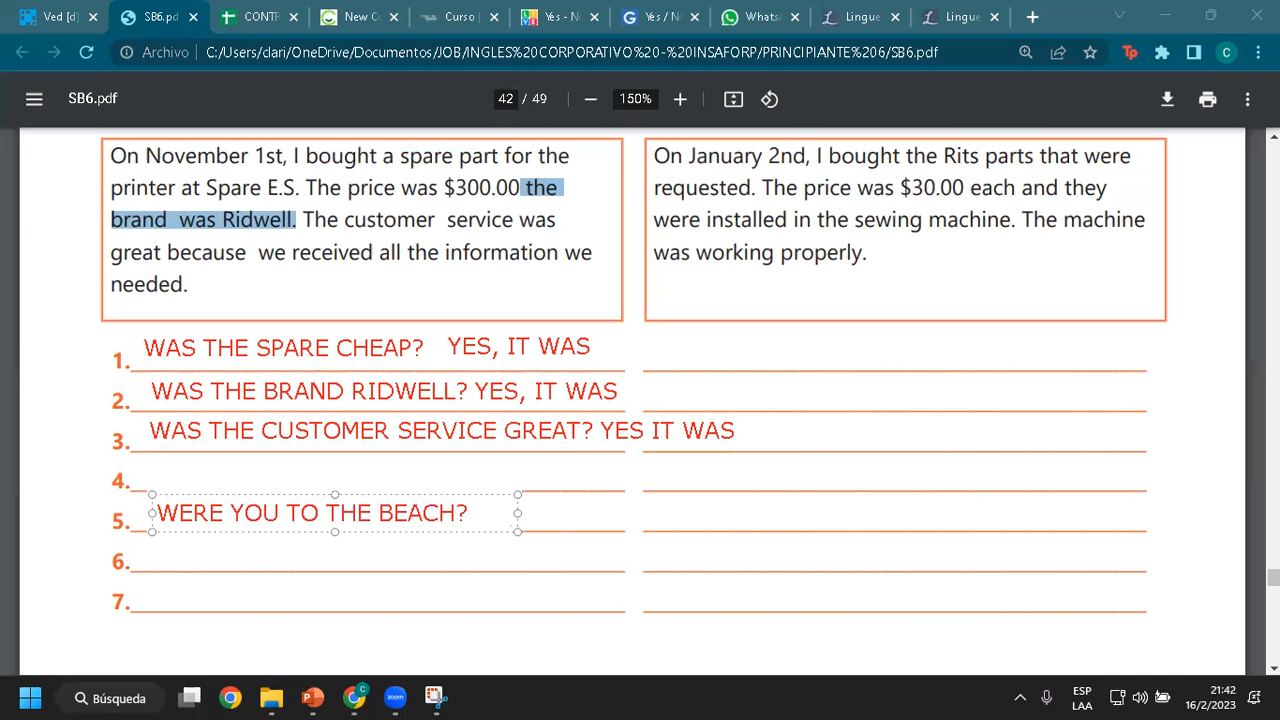 Ved [d
SB6.pdf
CONTR
New C
Curso |
Yes - No
Yes / No
Whats
Lingue
Lingue
Archivo
C:/Users/clari/OneDrive/Documentos/JOB/INGLES%20CORPORATIVO%20-%20INSAFORP/PRINCIPIANTE%206/SB6.pdf
C
SB6.pdf
42 / 49
150%
On November 1st, I bought a spare part for the
printer at Spare E.S. The price was $300.00 the
brand was Ridwell. The customer service was
great because we received all the information we
needed.
On January 2nd, I bought the Rits parts that were
requested. The price was $30.00 each and they
were installed in the sewing machine. The machine
was working properly.
1. WAS THE SPARE CHEAP? YES, IT WAS
2. WAS THE BRAND RIDWELL? YES, IT WAS
3. WAS THE CUSTOMER SERVICE GREAT? YES IT WAS
4.
5. WERE YOU TO THE BEACH?
6.
7.
Búsqueda
zoom
ESP
LAA
21:42
16/2/2023